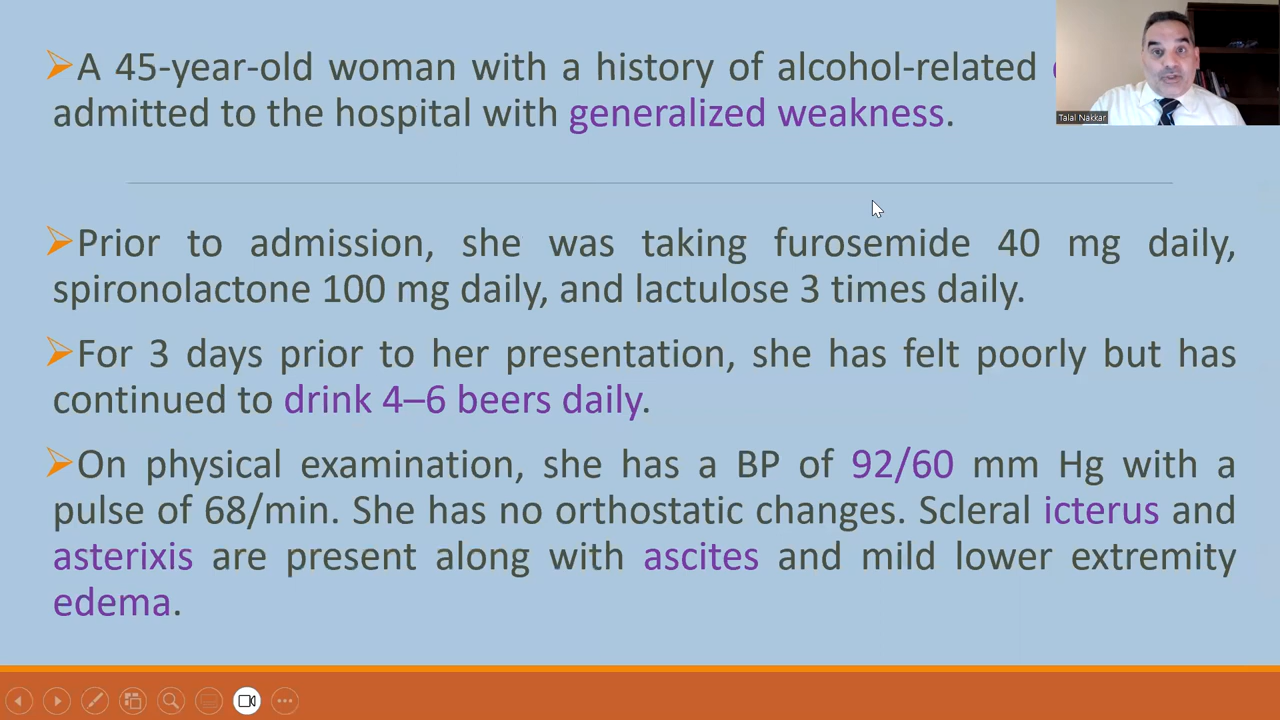 A 45-year-old woman with a history of alcohol-related
admitted to the hospital with generalized weakness.
Talal Nakkar
Prior to admission, she was taking furosemide 40 mg daily,
spironolactone 100 mg daily, and lactulose 3 times daily.
For 3 days prior to her presentation, she has felt poorly but has
continued to drink 4–6 beers daily.
On physical examination, she has a BP of 92/60 mm Hg with a
pulse of 68/min. She has no orthostatic changes. Scleral icterus and
asterixis are present along with ascites and mild lower extremity
edema.